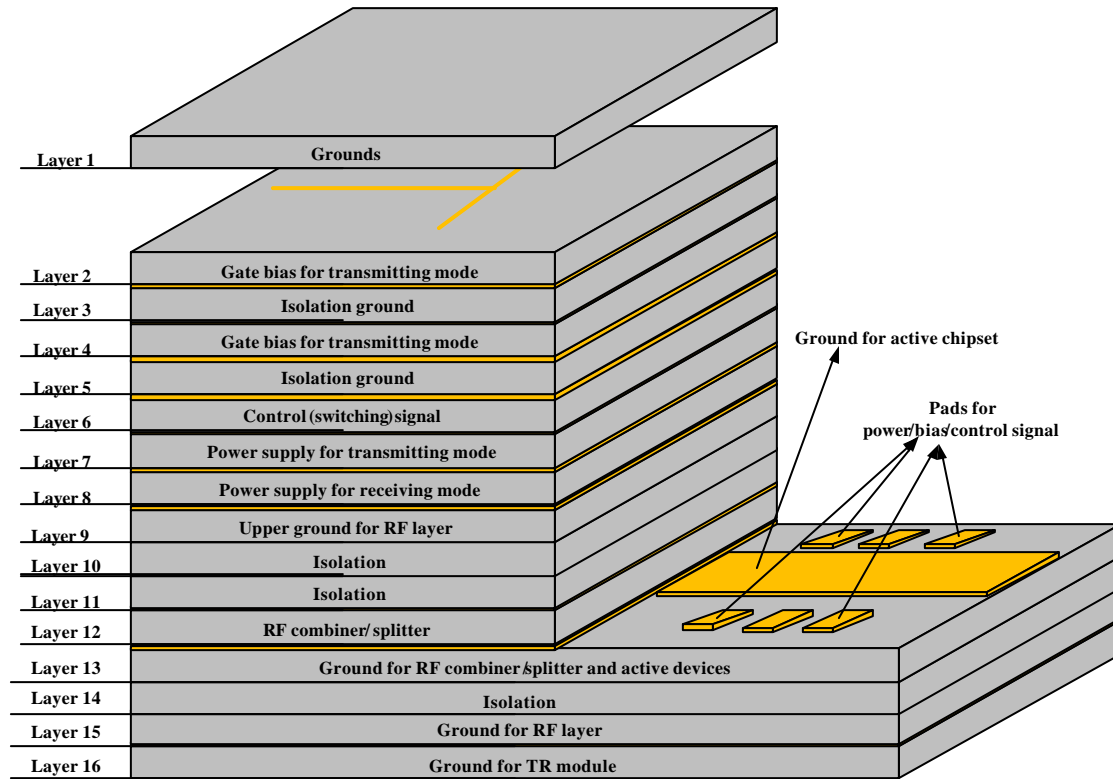 Layer 1
Grounds
Layer 2
Gate bias for transmitting mode
Layer 3
Isolation ground
Layer 4
Gate bias for transmitting mode
Layer 5
Isolation ground
Layer 6
Control (switching) signal
Layer 7
Power supply for transmitting mode
Layer 8
Power supply for receiving mode
Layer 9
Upper ground for RF layer
Layer 10
Isolation
Layer 11
Isolation
Layer 12
RF combiner/ splitter
Layer 13
Ground for RF combiner/splitter and active devices
Layer 14
Isolation
Layer 15
Ground for RF layer
Layer 16
Ground for TR module
Ground for active chipset
Pads for
power/bias/control signal